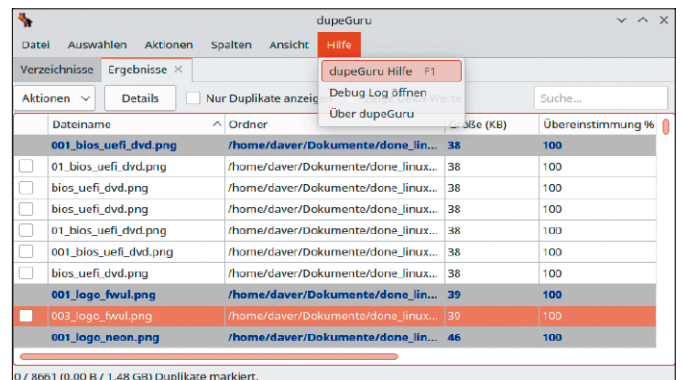 dupeGuru
Datei Auswählen Aktionen Spalten Ansicht Hilfe
Verzeichnisse Ergebnisse ×
dupeGuru Hilfe F1
Debug Log öffnen
Über dupeGuru
Aktionen Details Nur Duplikate anzeigen Suche...
Dateiname Ordner Größe (KB) Übereinstimmung %
001_bios_uefi_dvd.png /home/daver/Dokumente/done_lin... 38 100
01_bios_uefi_dvd.png /home/daver/Dokumente/done_linux... 38 100
bios_uefi_dvd.png /home/daver/Dokumente/done_linux... 38 100
bios_uefi_dvd.png /home/daver/Dokumente/done_linux... 38 100
01_bios_uefi_dvd.png /home/daver/Dokumente/done_linux... 38 100
001_bios_uefi_dvd.png /home/daver/Dokumente/done_linux... 38 100
bios_uefi_dvd.png /home/daver/Dokumente/done_linux... 38 100
001_logo_fwul.png /home/daver/Dokumente/done_lin... 39 100
003_logo_fwul.png /home/daver/Dokumente/done_linux... 39 100
001_logo_neon.png /home/daver/Dokumente/done_lin... 46 100
0 / 8661 (0.00 B / 1.48 GB) Duplikate markiert.